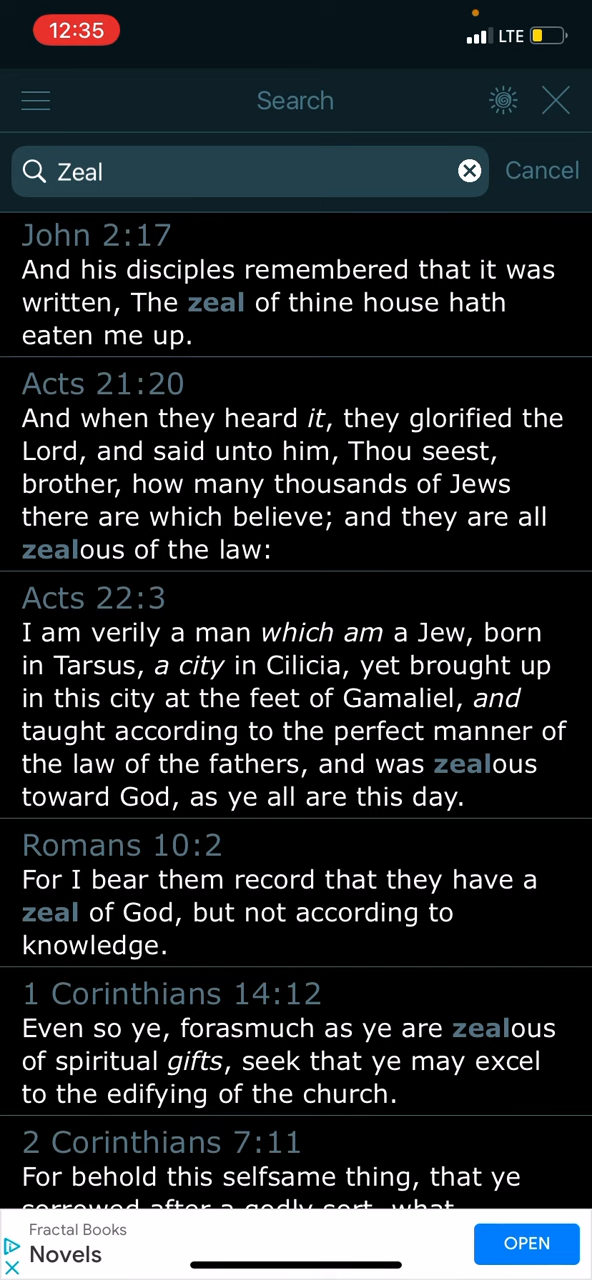 12:35
LTE
Search
Zeal
Cancel
John 2:17
And his disciples remembered that it was
written, The zeal of thine house hath
eaten me up.
Acts 21:20
And when they heard it, they glorified the
Lord, and said unto him, Thou seest,
brother, how many thousands of Jews
there are which believe; and they are all
zealous of the law:
Acts 22:3
I am verily a man which am a Jew, born
in Tarsus, a city in Cilicia, yet brought up
in this city at the feet of Gamaliel, and
taught according to the perfect manner of
the law of the fathers, and was zealous
toward God, as ye all are this day.
Romans 10:2
For I bear them record that they have a
zeal of God, but not according to
knowledge.
1 Corinthians 14:12
Even so ye, forasmuch as ye are zealous
of spiritual gifts, seek that ye may excel
to the edifying of the church.
2 Corinthians 7:11
For behold this selfsame thing, that ye
sorrowed after a godly sort, what
Fractal Books
Novels
OPEN